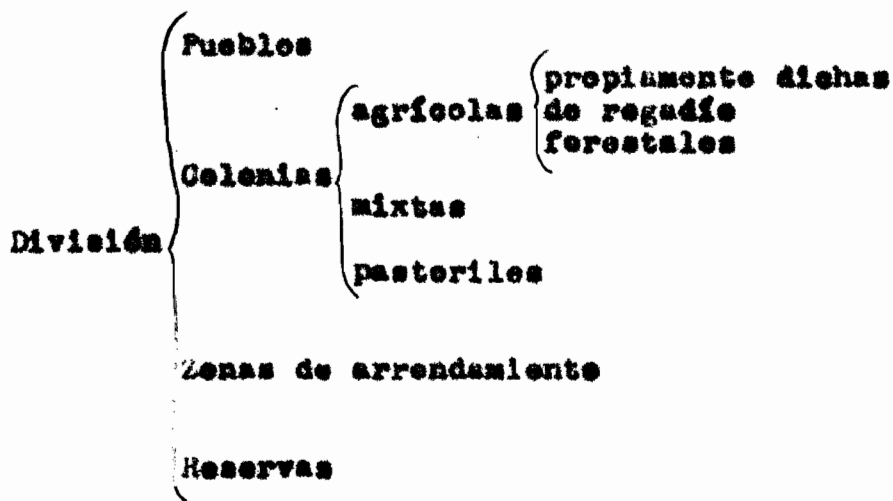 Pueblos
propiamente dichas
agrícolas de regadío
forestales
Colonias
mixtas
División
pastoriles
Zonas de arrendamiento
Reservas